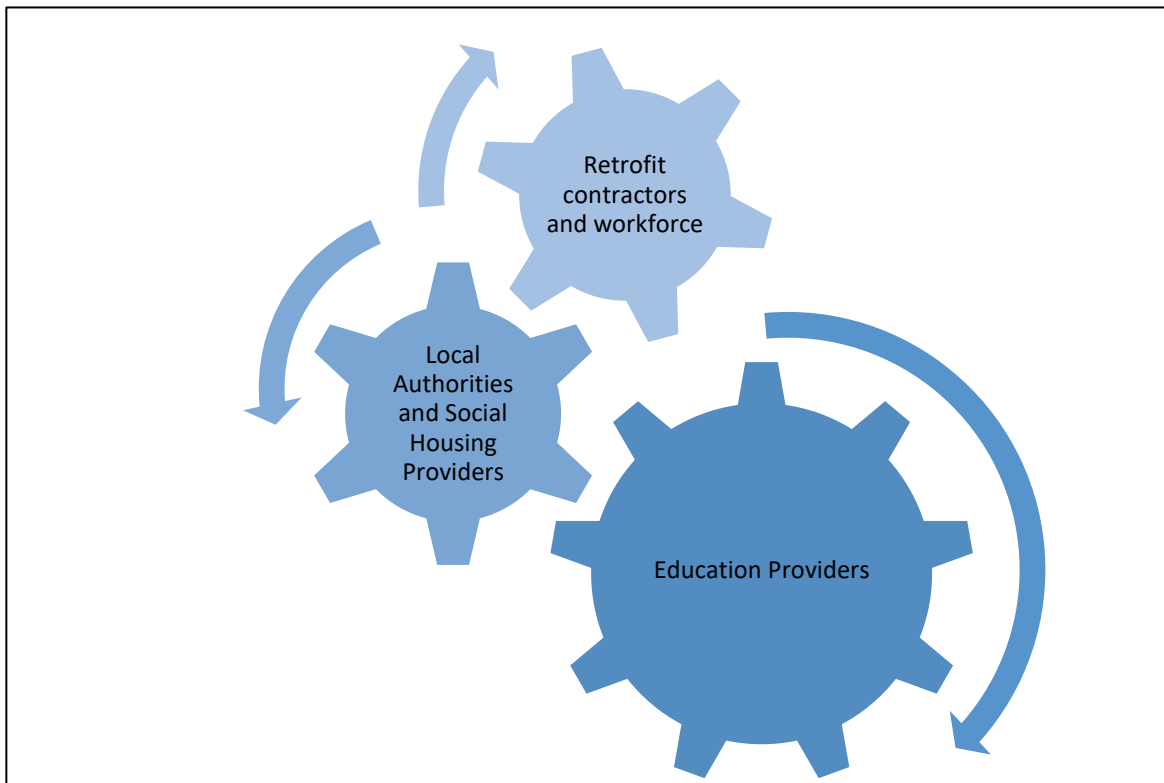 Retrofit
contractors
and workforce
Local
Authorities
and Social
Housing
Providers
Education Providers